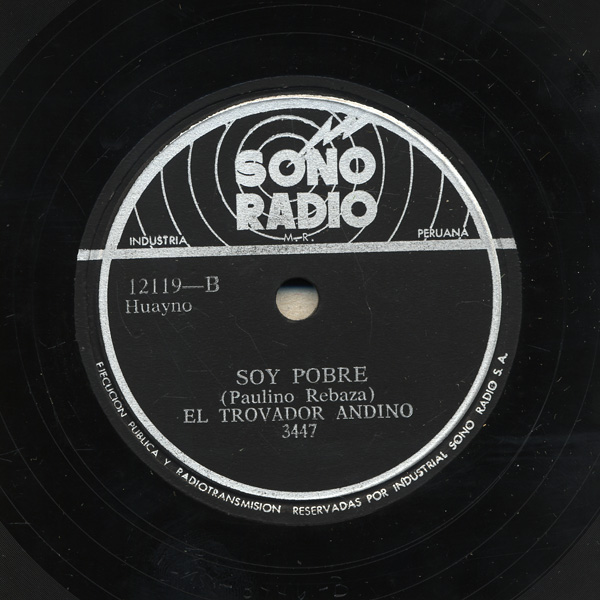 SONO
RADIO
INDUSTRIA
M.R.
PERUANA
12119—B
Huayno
SOY POBRE
(Paulino Rebaza)
EL TROVADOR ANDINO
3447
EJECUCION PUBLICA Y RADIOTRANSMISION RESERVADAS POR INDUSTRIAL SONO RADIO S.A.